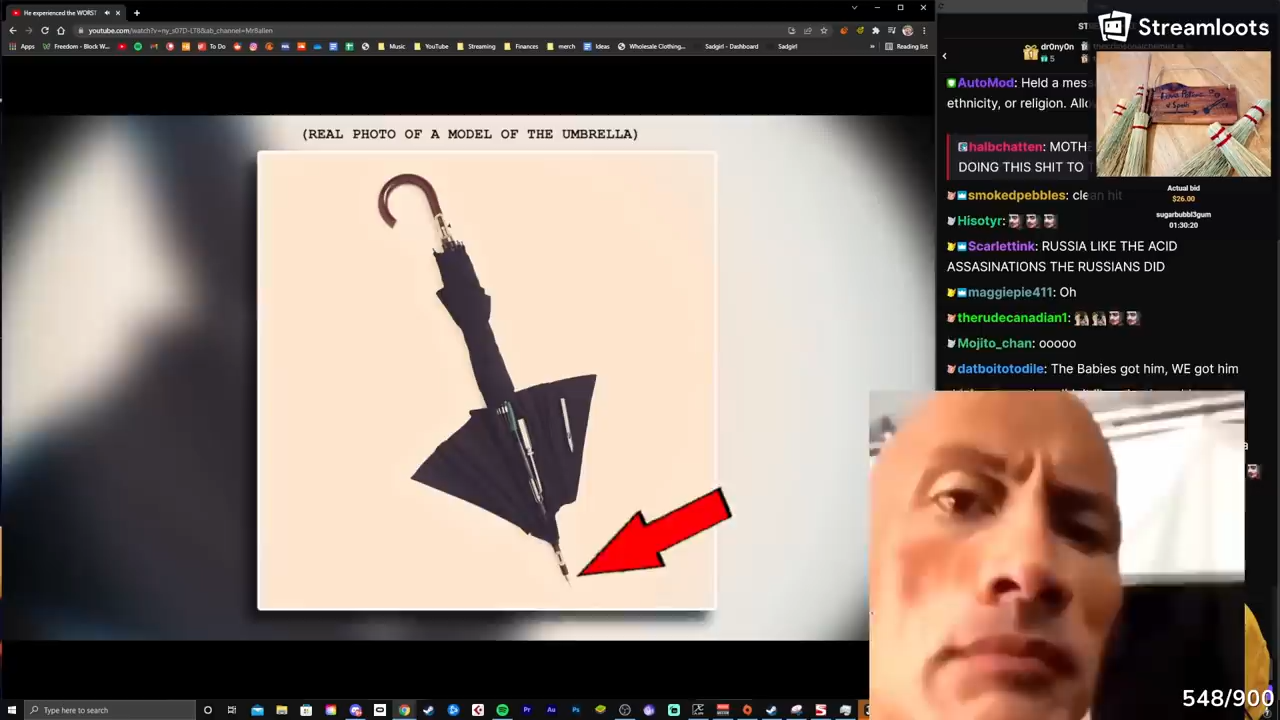 He experienced the WORST
youtube.com/watch?v=ny_s07D-LT8&ab_channel=MrBallen
Apps
Freedom - Block W...
To Do
Music
YouTube
Streaming
Finances
merch
Ideas
Wholesale Clothing...
Sadgirl - Dashboard
Sadgirl
Reading list
(REAL PHOTO OF A MODEL OF THE UMBRELLA)
Streamloots
dr0ny0n
5
AutoMod: Held a mes
ethnicity, or religion. Allo
halbchatten: MOTH
DOING THIS SHIT TO
smokedpebbles: clean hit
Hisotyr:
Scarlettink: RUSSIA LIKE THE ACID
ASSASINATIONS THE RUSSIANS DID
maggiepie411: Oh
therudecanadian1:
Mojito_chan: ooooo
datboitotodile: The Babies got him, WE got him
Actual bid
$26.00
sugarbubbl3gum
01:30:20
548/900
Type here to search